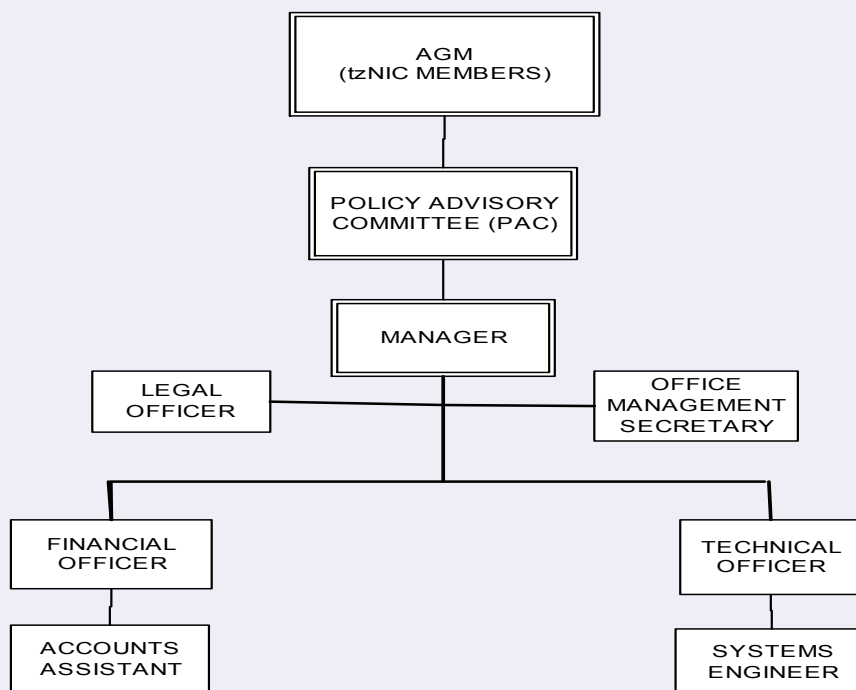 AGM
(tzNIC MEMBERS)
POLICY ADVISORY
COMMITTEE (PAC)
MANAGER
LEGAL
OFFICER
OFFICE
MANAGEMENT
SECRETARY
FINANCIAL
OFFICER
TECHNICAL
OFFICER
ACCOUNTS
ASSISTANT
SYSTEMS
ENGINEER